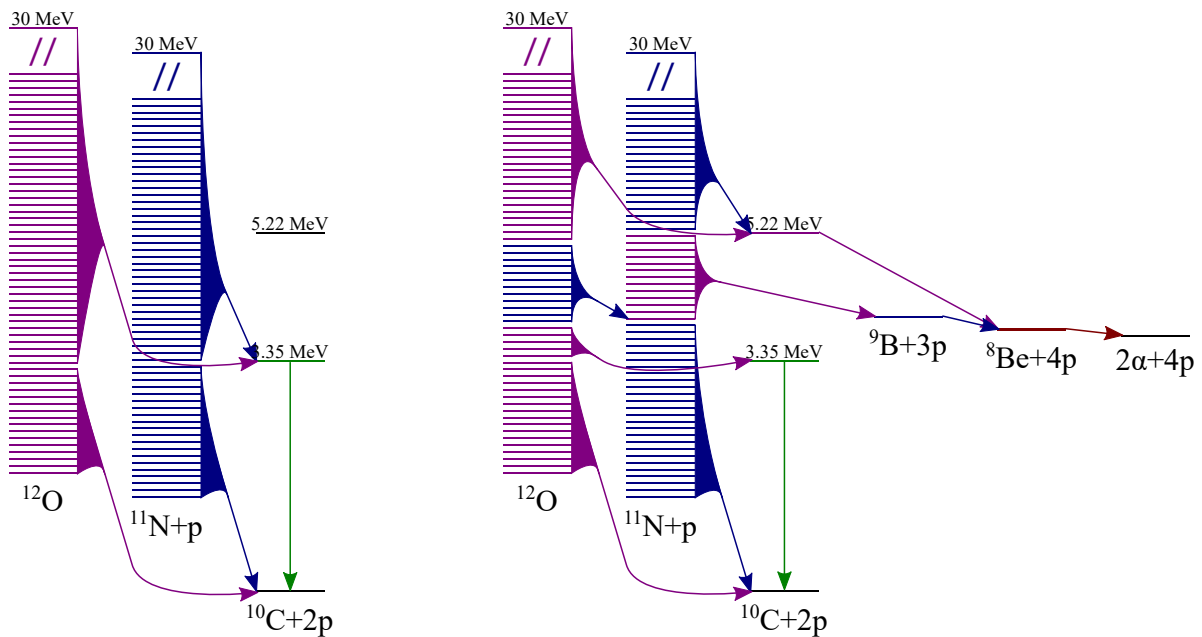 30 MeV
30 MeV
//
//
5.22 MeV
3.35 MeV
¹²O
¹¹N+p
¹⁰C+2p
30 MeV
30 MeV
//
//
5.22 MeV
3.35 MeV
⁹B+3p
⁸Be+4p
2α+4p
¹²O
¹¹N+p
¹⁰C+2p